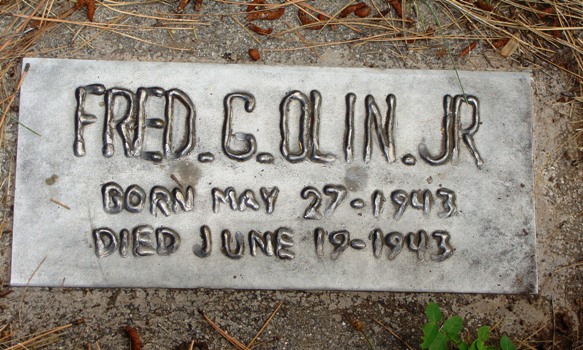 FRED. G. OLIN. JR
BORN MAY 27-1943
DIED JUNE 19-1943